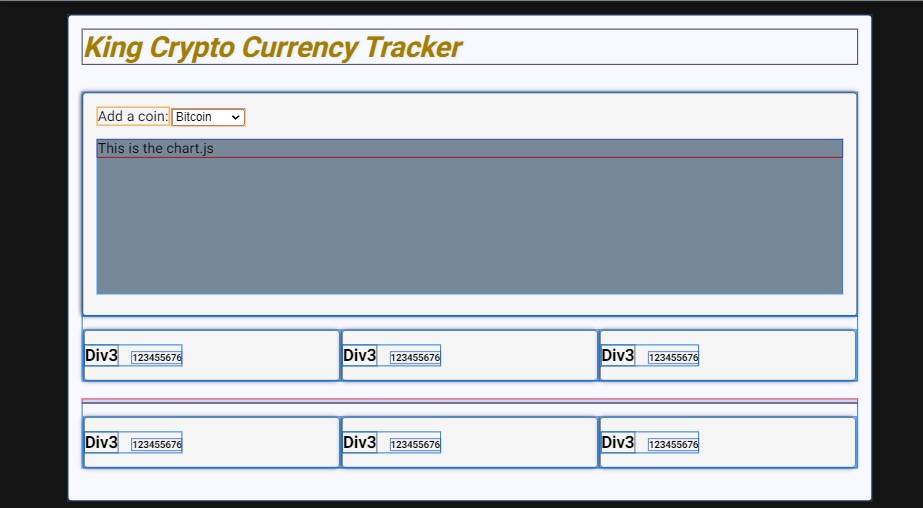 King Crypto Currency Tracker
Add a coin: Bitcoin
This is the chart.js
Div3 123455676 Div3 123455676 Div3 123455676
Div3 123455676 Div3 123455676 Div3 123455676